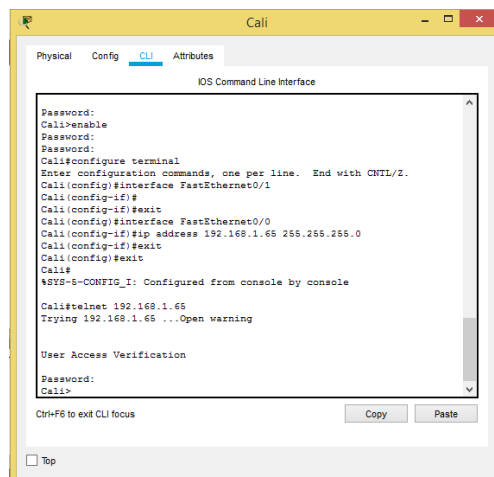 Cali
Physical Config CLI Attributes
IOS Command Line Interface
Password:
Cali>enable
Password:
Password:
Cali#configure terminal
Enter configuration commands, one per line. End with CNTL/Z.
Cali(config)#interface FastEthernet0/1
Cali(config-if)#
Cali(config-if)#exit
Cali(config)#interface FastEthernet0/0
Cali(config-if)#ip address 192.168.1.65 255.255.255.0
Cali(config-if)#exit
Cali(config)#exit
Cali#
%SYS-5-CONFIG_I: Configured from console by console
Cali#telnet 192.168.1.65
Trying 192.168.1.65 ...Open warning
User Access Verification
Password:
Cali>
Ctrl+F6 to exit CLI focus Copy Paste
Top